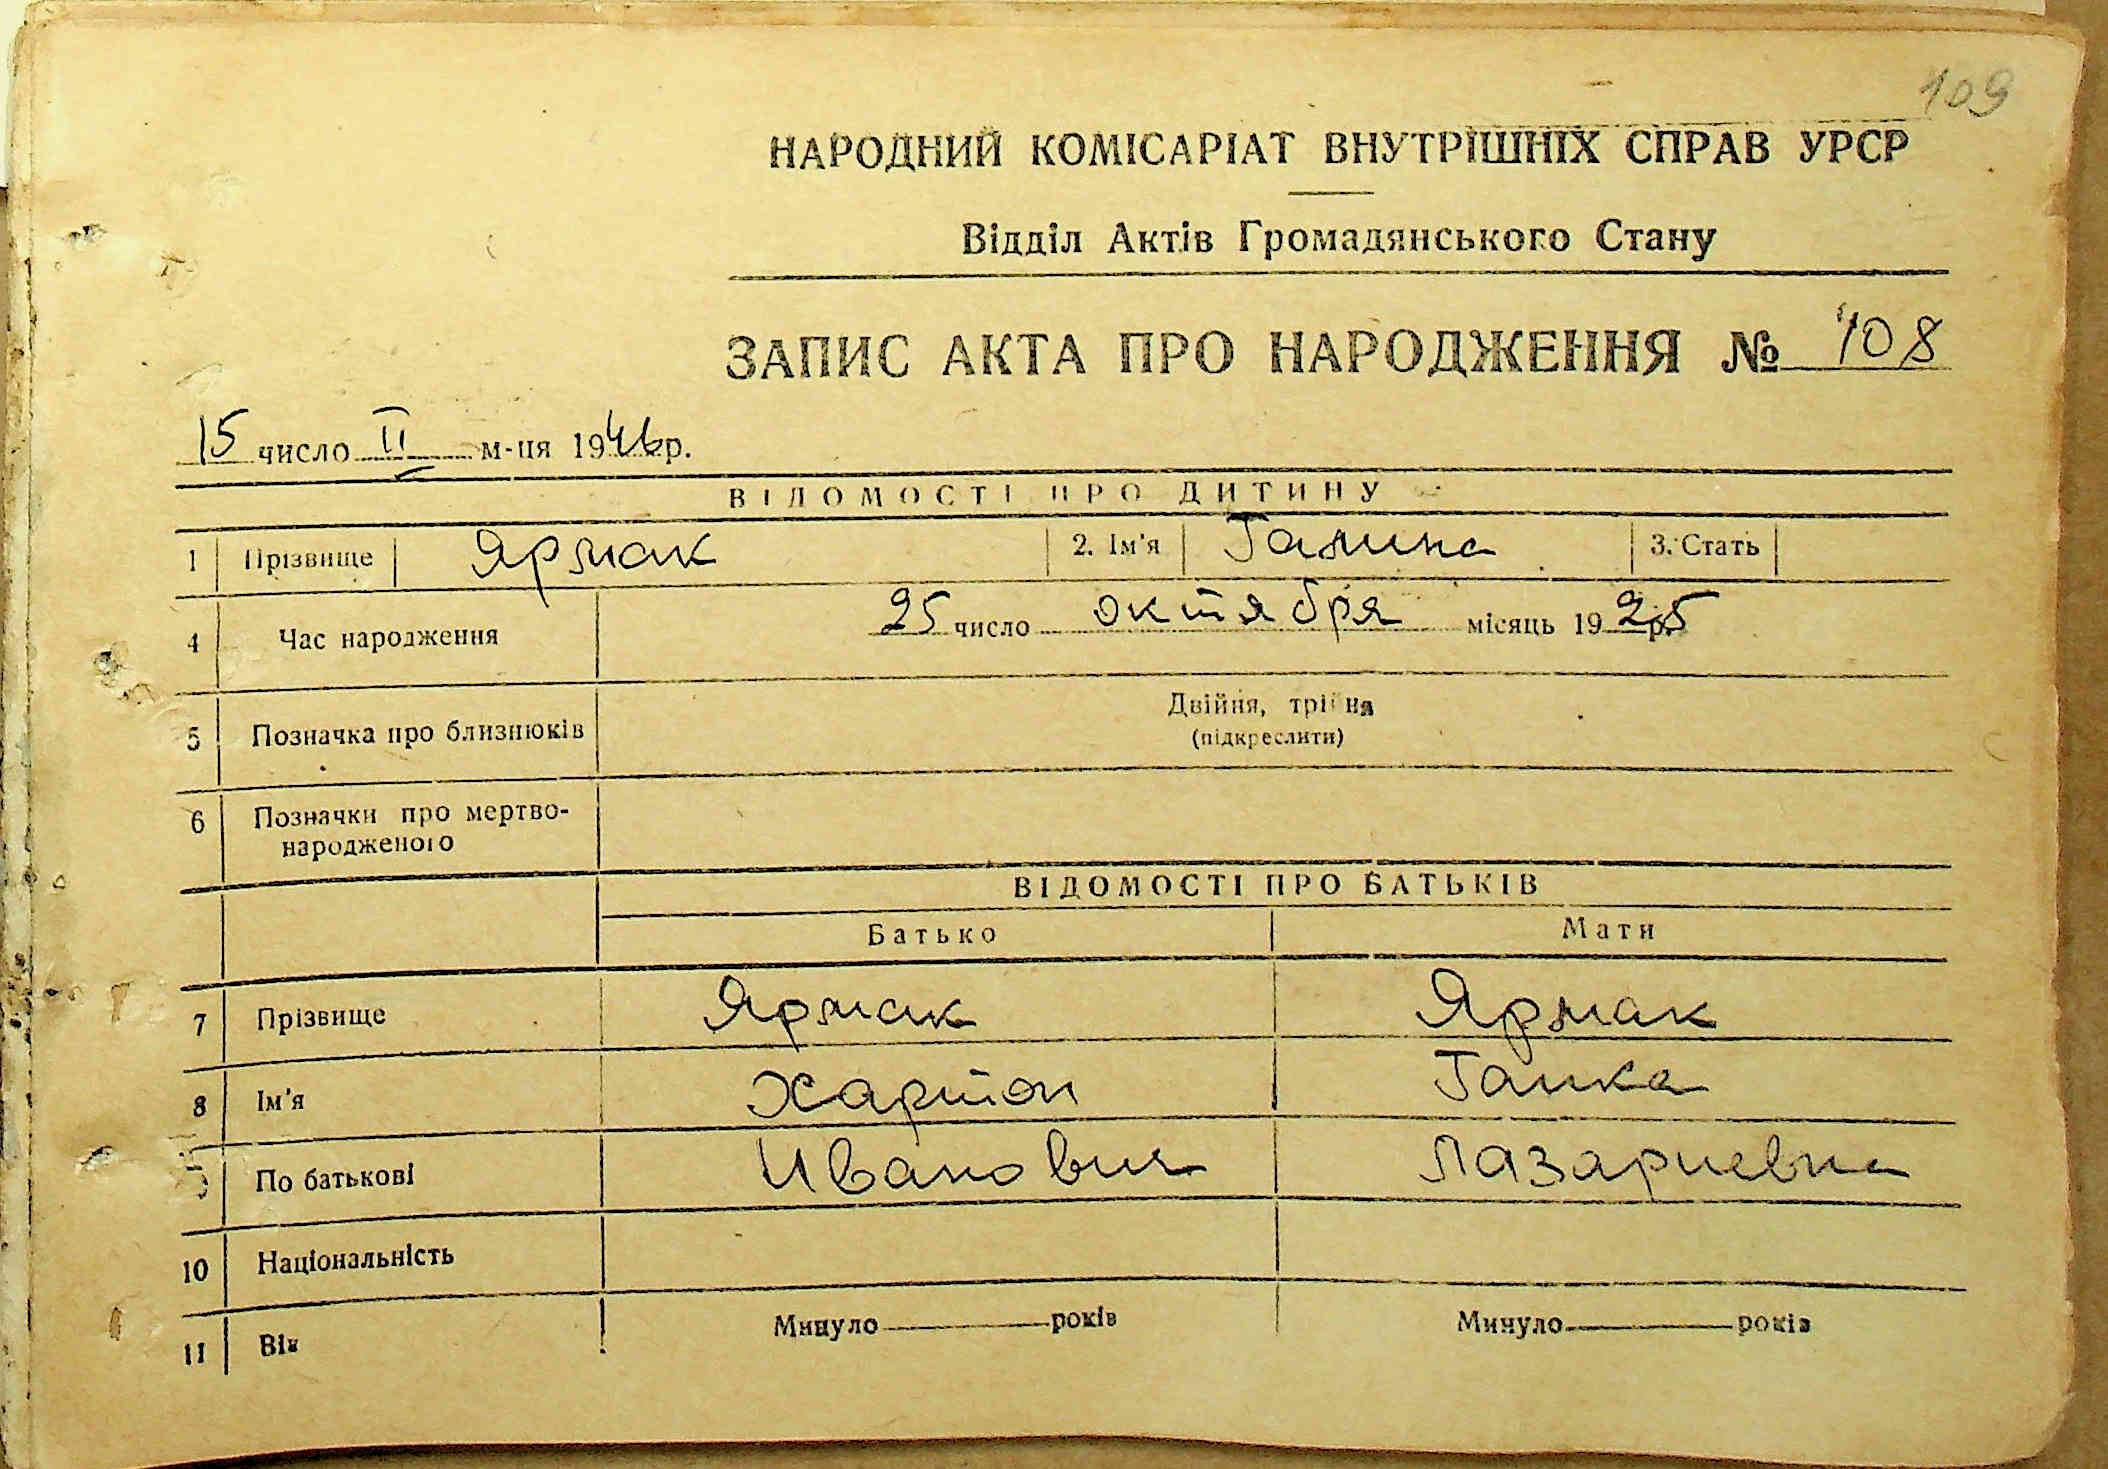 109
НАРОДНИЙ КОМІСАРІАТ ВНУТРІШНІХ СПРАВ УРСР
Відділ Актів Громадянського Стану
ЗАПИС АКТА ПРО НАРОДЖЕННЯ № 108
15 число II м-ця 1946 р.
ВІДОМОСТІ ПРО ДИТИНУ
1 Прізвище Ярмак 2. Ім'я Галина 3. Стать
4 Час народження 25 число октября місяць 1925 р.
5 Позначка про близнюків Двійня, трійня
(підкреслити)
6 Позначки про мертво-
народженого
ВІДОМОСТІ ПРО БАТЬКІВ
Батько Мати
7 Прізвище Ярмак Ярмак
8 Ім'я Харитон Ганка
9 По батькові Иванович Лазариевна
10 Національність
11 Вік Минуло років Минуло років